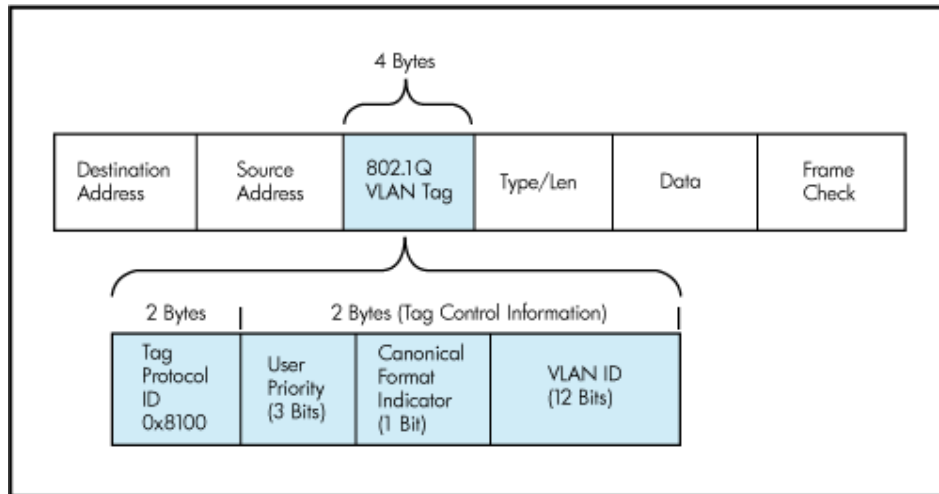 4 Bytes
Destination
Address
Source
Address
802.1Q
VLAN Tag
Type/Len
Data
Frame
Check
2 Bytes
2 Bytes (Tag Control Information)
Tag
Protocol
ID
0x8100
User
Priority
(3 Bits)
Canonical
Format
Indicator
(1 Bit)
VLAN ID
(12 Bits)